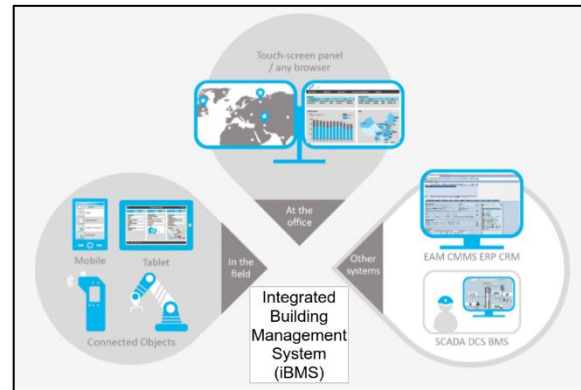 Touch-screen panel
/ any browser
At the
office
In the
field
Other
systems
Mobile
Tablet
Connected Objects
EAM CMMS ERP CRM
SCADA DCS BMS
Integrated
Building
Management
System
(iBMS)